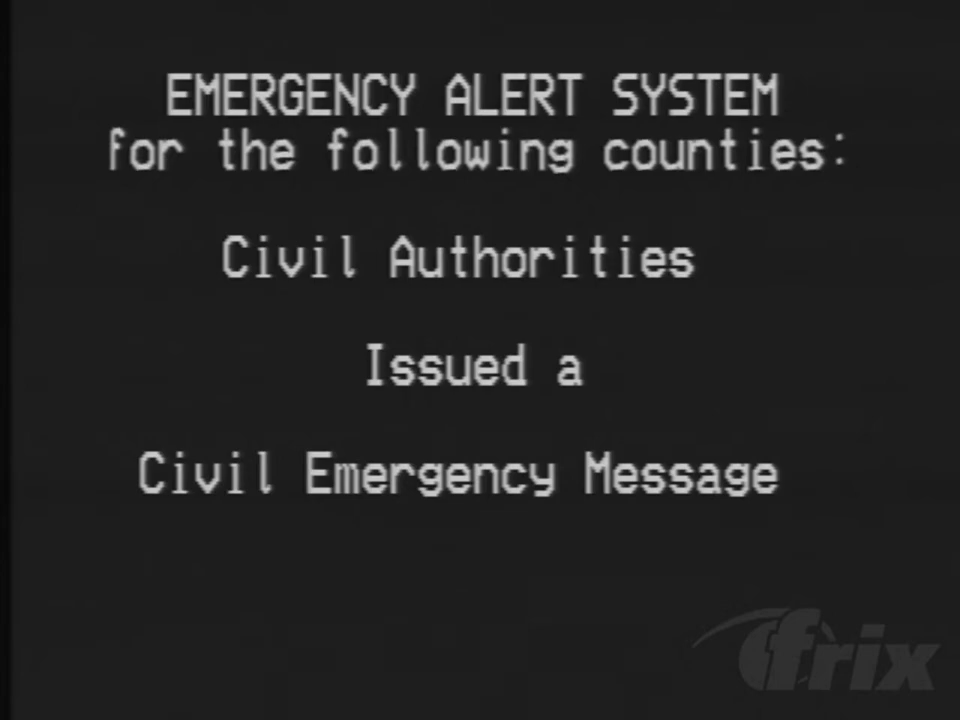 EMERGENCY ALERT SYSTEM
for the following counties:
Civil Authorities
Issued a
Civil Emergency Message
frix